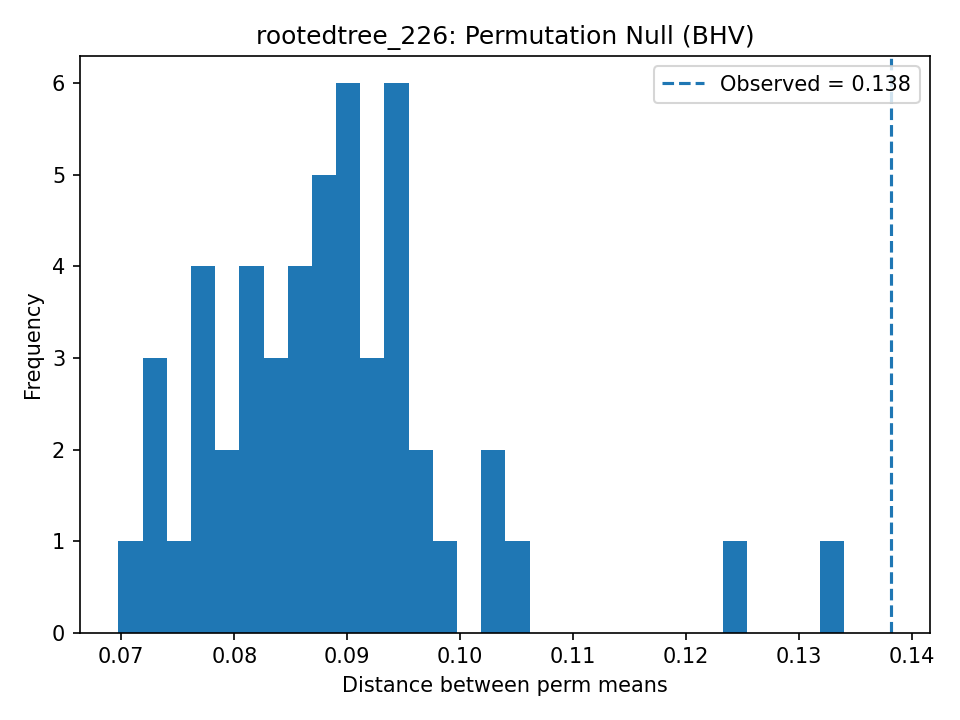 rootedtree_226: Permutation Null (BHV)
Observed = 0.138
Frequency
6
5
4
3
2
1
0
0.07 0.08 0.09 0.10 0.11 0.12 0.13 0.14
Distance between perm means